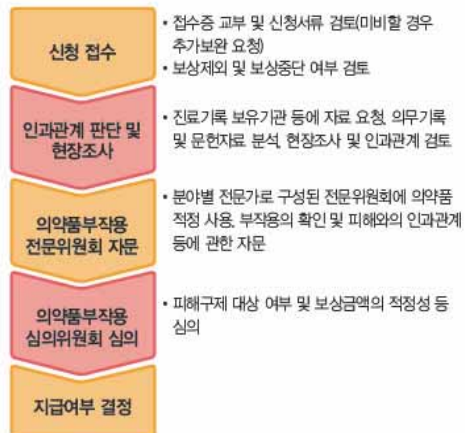 신청 접수
• 접수증 교부 및 신청서류 검토(미비할 경우
추가보완 요청)
• 보상제외 및 보상중단 여부 검토
인과관계 판단 및
현장조사
• 진료기록 보유기관 등에 자료 요청, 의무기록
및 문헌자료 분석, 현장조사 및 인과관계 검토
의약품부작용
전문위원회 자문
• 분야별 전문가로 구성된 전문위원회에 의약품
적정 사용, 부작용의 확인 및 피해와의 인과관계
등에 관한 자문
의약품부작용
심의위원회 심의
• 피해구제 대상 여부 및 보상금액의 적정성 등
심의
지급여부 결정